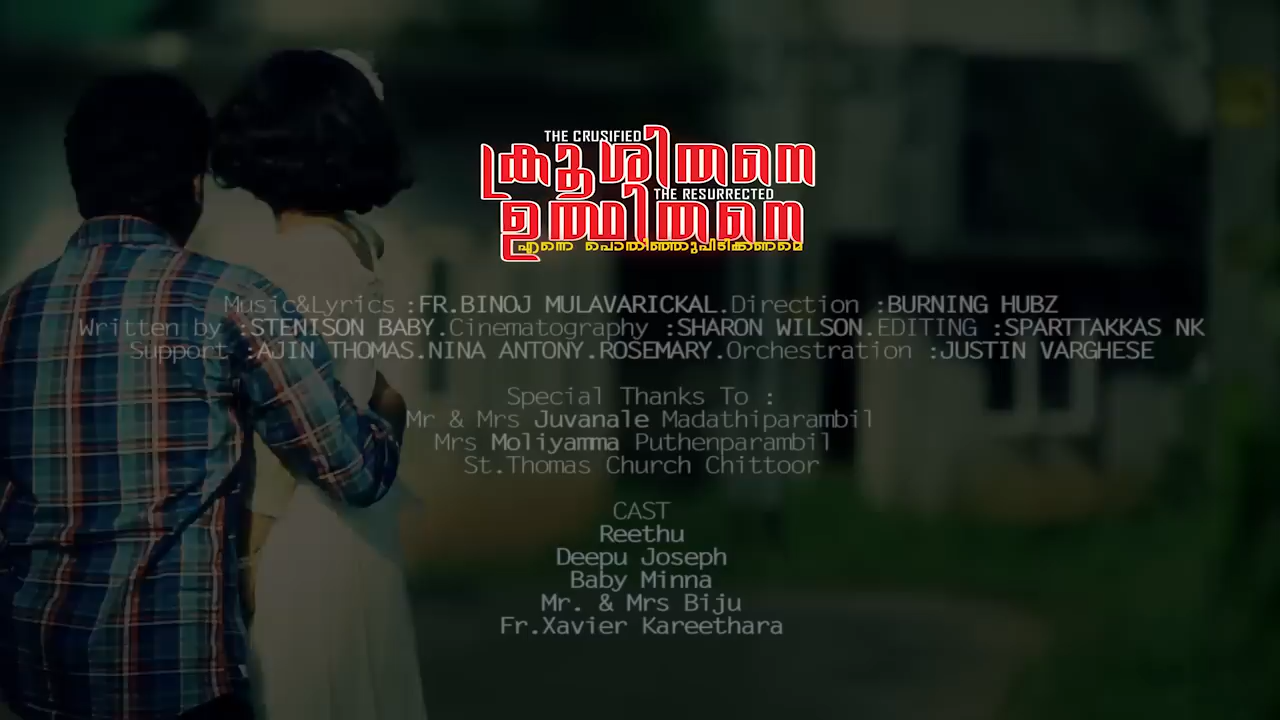 THE CRUSIFIED
ക്രൂശിതനെ
THE RESURRECTED
ഉത്ഥിതനെ
എന്നെ പൊതിഞ്ഞുപിടിക്കണമെ
Music&Lyrics :FR.BINOJ MULAVARICKAL.Direction :BURNING HUBZ
Written by :STENISON BABY.Cinematography :SHARON WILSON.EDITING :SPARTTAKKAS NK
Support :AJIN THOMAS.NINA ANTONY.ROSEMARY.Orchestration :JUSTIN VARGHESE
Special Thanks To :
Mr & Mrs Juvanale Madathiparambil
Mrs Moliyamma Puthenparambil
St.Thomas Church Chittoor
CAST
Reethu
Deepu Joseph
Baby Minna
Mr. & Mrs Biju
Fr.Xavier Kareethara